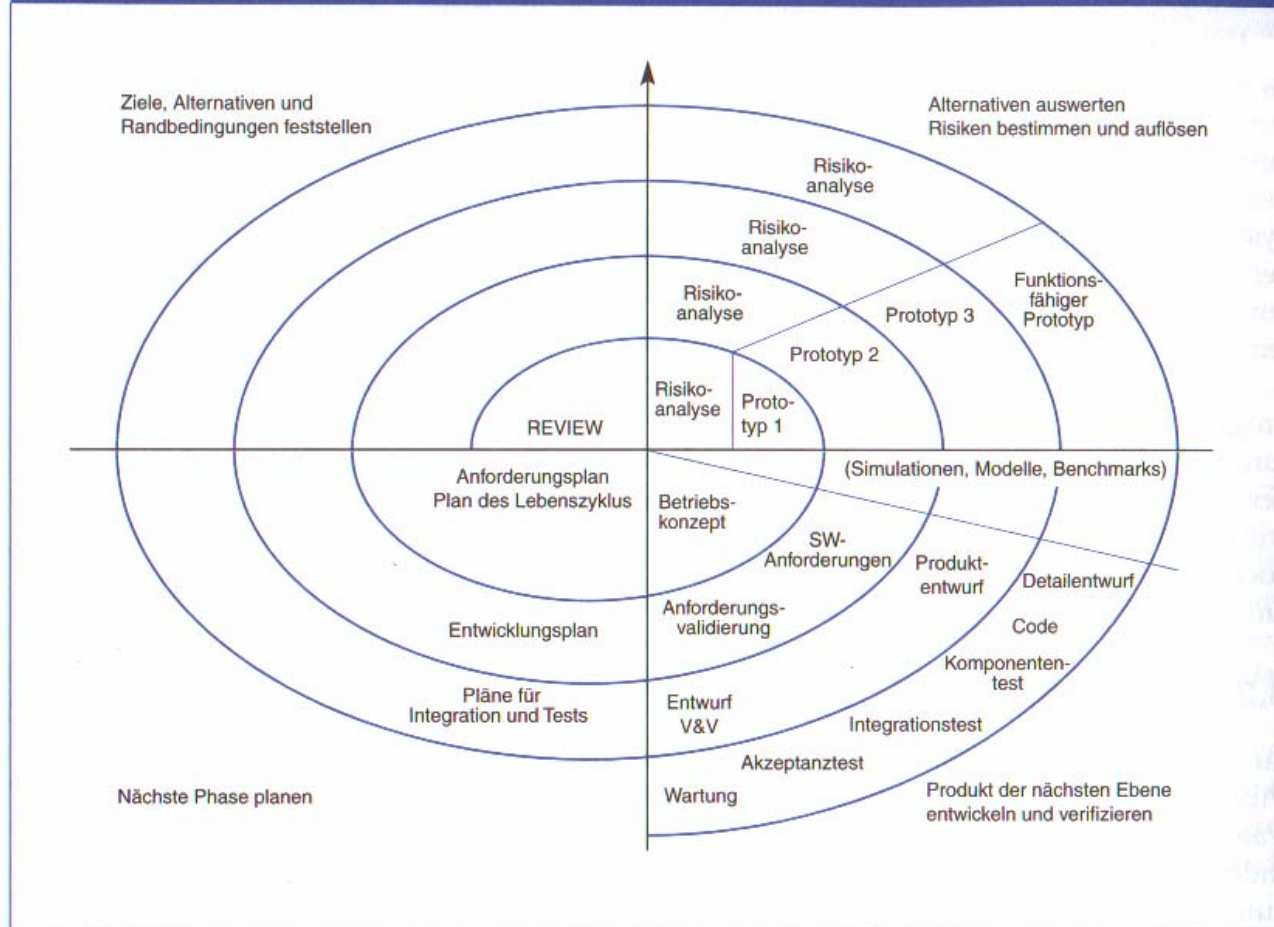 Ziele, Alternativen und
Randbedingungen feststellen
Alternativen auswerten
Risiken bestimmen und auflösen
Risiko-
analyse
Risiko-
analyse
Risiko-
analyse
Risiko-
analyse
Proto-
typ 1
Prototyp 2
Prototyp 3
Funktions-
fähiger
Prototyp
REVIEW
Anforderungsplan
Plan des Lebenszyklus
Betriebs-
konzept
(Simulationen, Modelle, Benchmarks)
SW-
Anforderungen
Produkt-
entwurf
Detailentwurf
Entwicklungsplan
Anforderungs-
validierung
Code
Komponenten-
test
Pläne für
Integration und Tests
Entwurf
V&V
Integrationstest
Akzeptanztest
Wartung
Nächste Phase planen
Produkt der nächsten Ebene
entwickeln und verifizieren